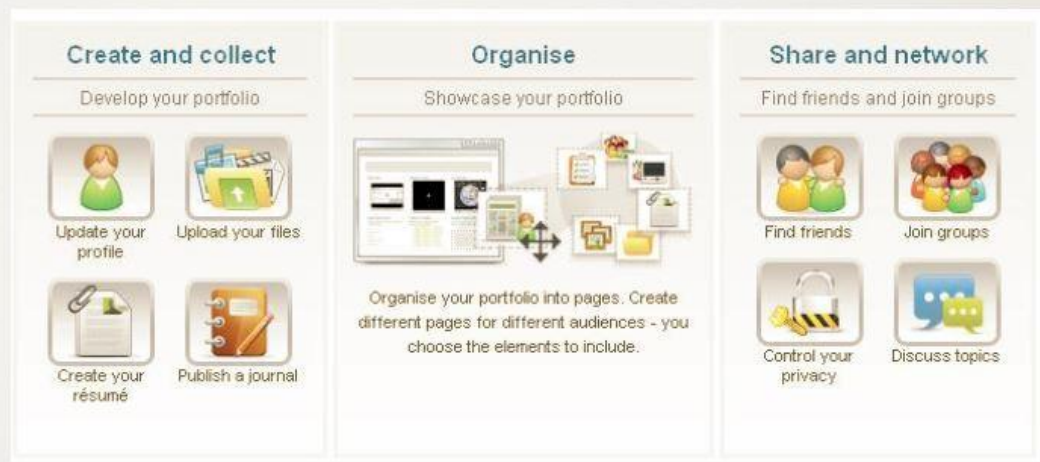 Create and collect
Develop your portfolio
Update your
profile
Upload your files
Create your
résumé
Publish a journal
Organise
Showcase your portfolio
Organise your portfolio into pages. Create
different pages for different audiences - you
choose the elements to include.
Share and network
Find friends and join groups
Find friends
Join groups
Control your
privacy
Discuss topics